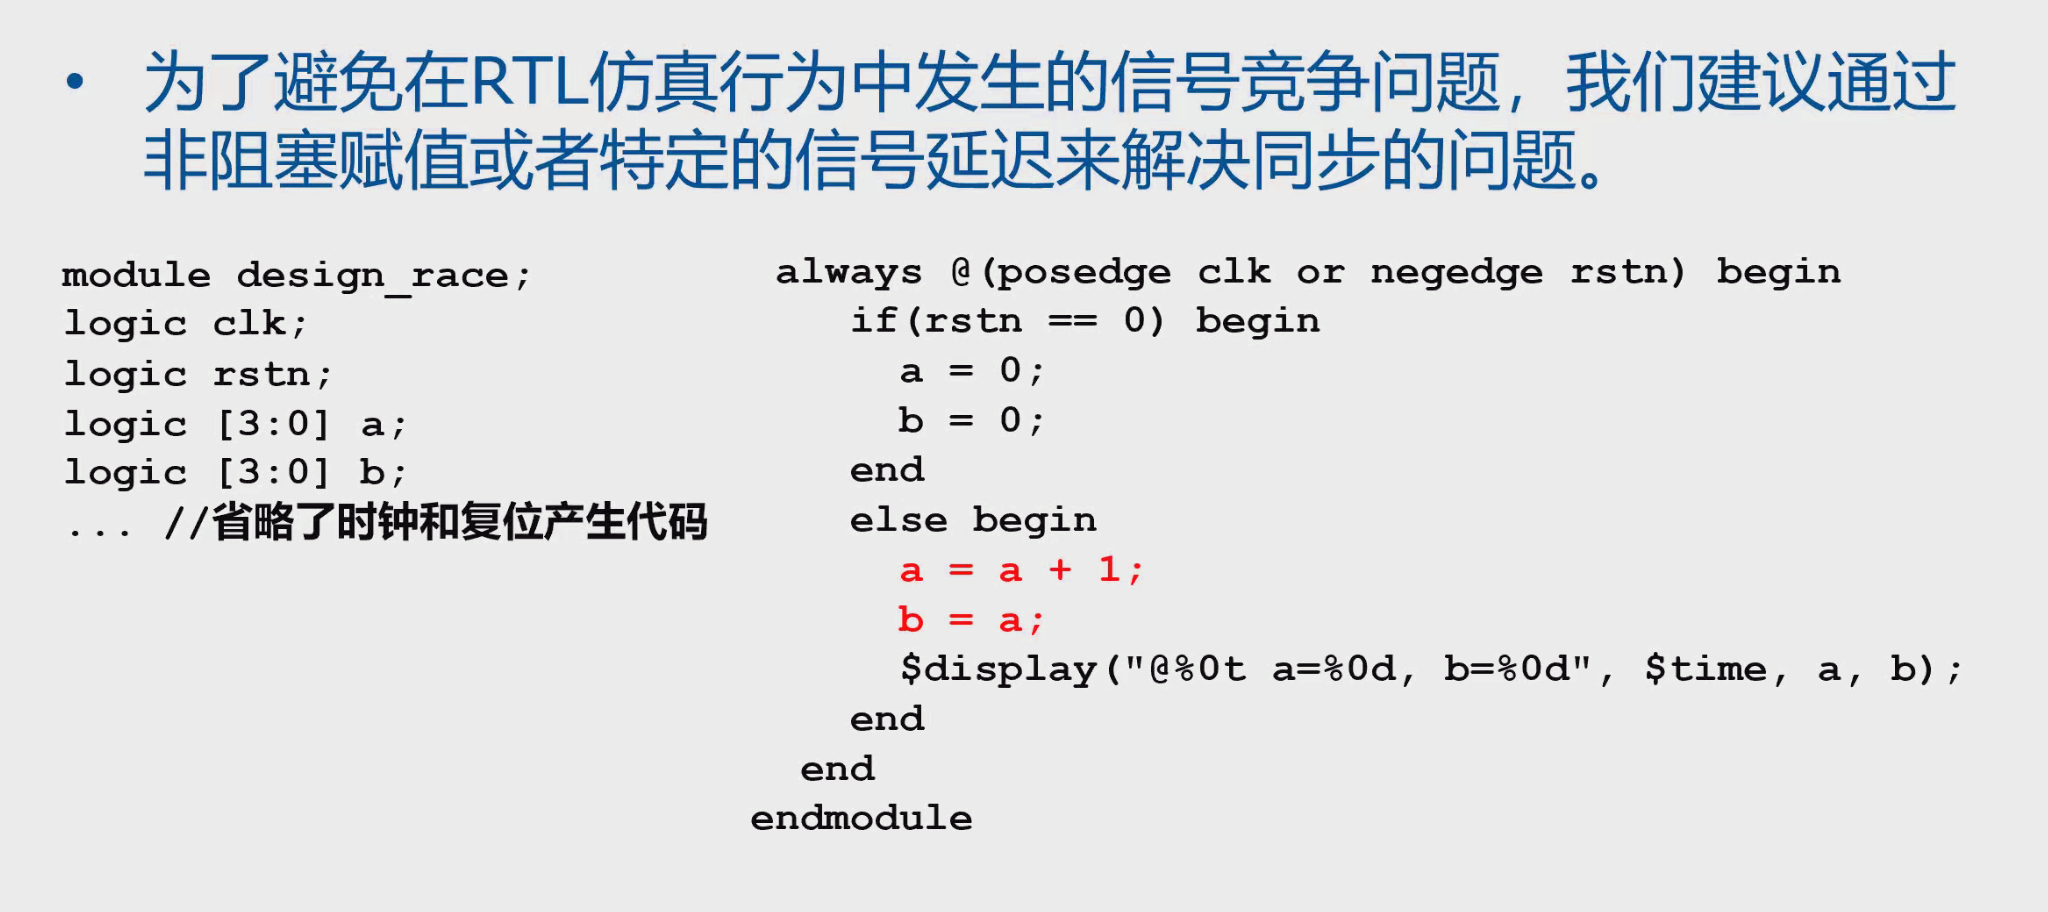 • 为了避免在RTL仿真行为中发生的信号竞争问题，我们建议通过
非阻塞赋值或者特定的信号延迟来解决同步的问题。
module design_race;
logic clk;
logic rstn;
logic [3:0] a;
logic [3:0] b;
... //省略了时钟和复位产生代码
always @(posedge clk or negedge rstn) begin
if(rstn == 0) begin
a = 0;
b = 0;
end
else begin
a = a + 1;
b = a;
$display("@%0t a=%0d, b=%0d", $time, a, b);
end
end
endmodule